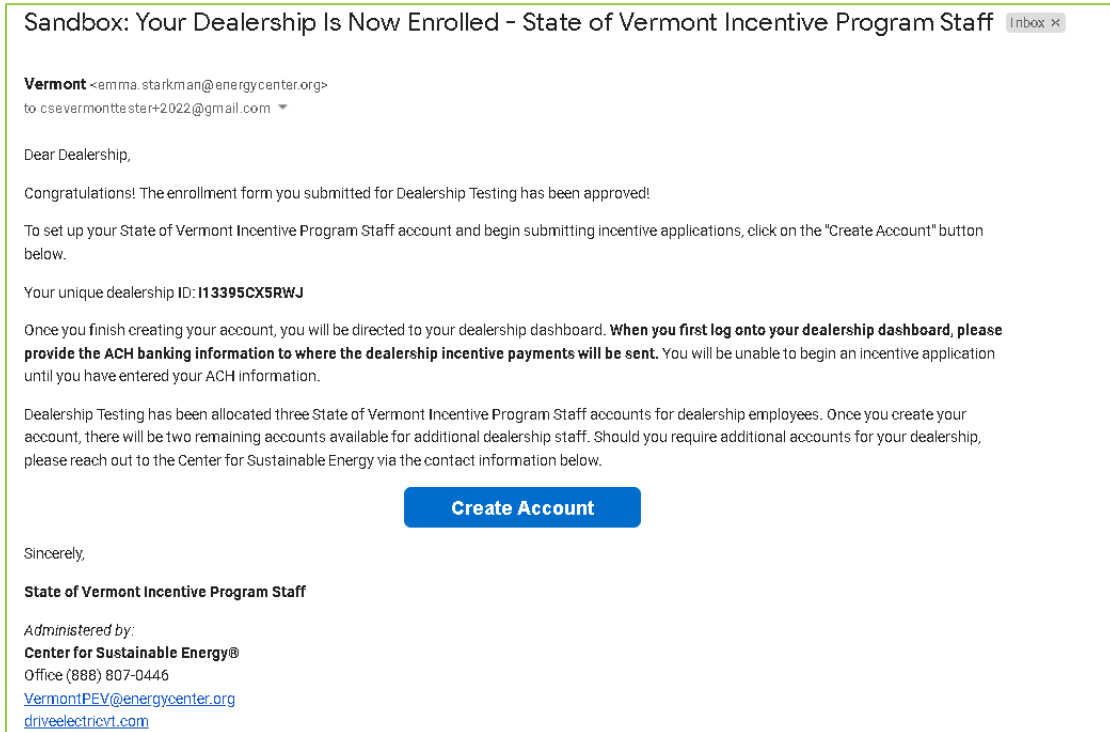 Sandbox: Your Dealership Is Now Enrolled - State of Vermont Incentive Program Staff Inbox ×
Vermont <emma.starkman@energycenter.org>
to csevermonttester+2022@gmail.com
Dear Dealership,
Congratulations! The enrollment form you submitted for Dealership Testing has been approved!
To set up your State of Vermont Incentive Program Staff account and begin submitting incentive applications, click on the "Create Account" button
below.
Your unique dealership ID: I13395CX5RWJ
Once you finish creating your account, you will be directed to your dealership dashboard. When you first log onto your dealership dashboard, please
provide the ACH banking information to where the dealership incentive payments will be sent. You will be unable to begin an incentive application
until you have entered your ACH information.
Dealership Testing has been allocated three State of Vermont Incentive Program Staff accounts for dealership employees. Once you create your
account, there will be two remaining accounts available for additional dealership staff. Should you require additional accounts for your dealership,
please reach out to the Center for Sustainable Energy via the contact information below.
Create Account
Sincerely,
State of Vermont Incentive Program Staff
Administered by:
Center for Sustainable Energy®
Office (888) 807-0446
VermontPEV@energycenter.org
driveelectricvt.com